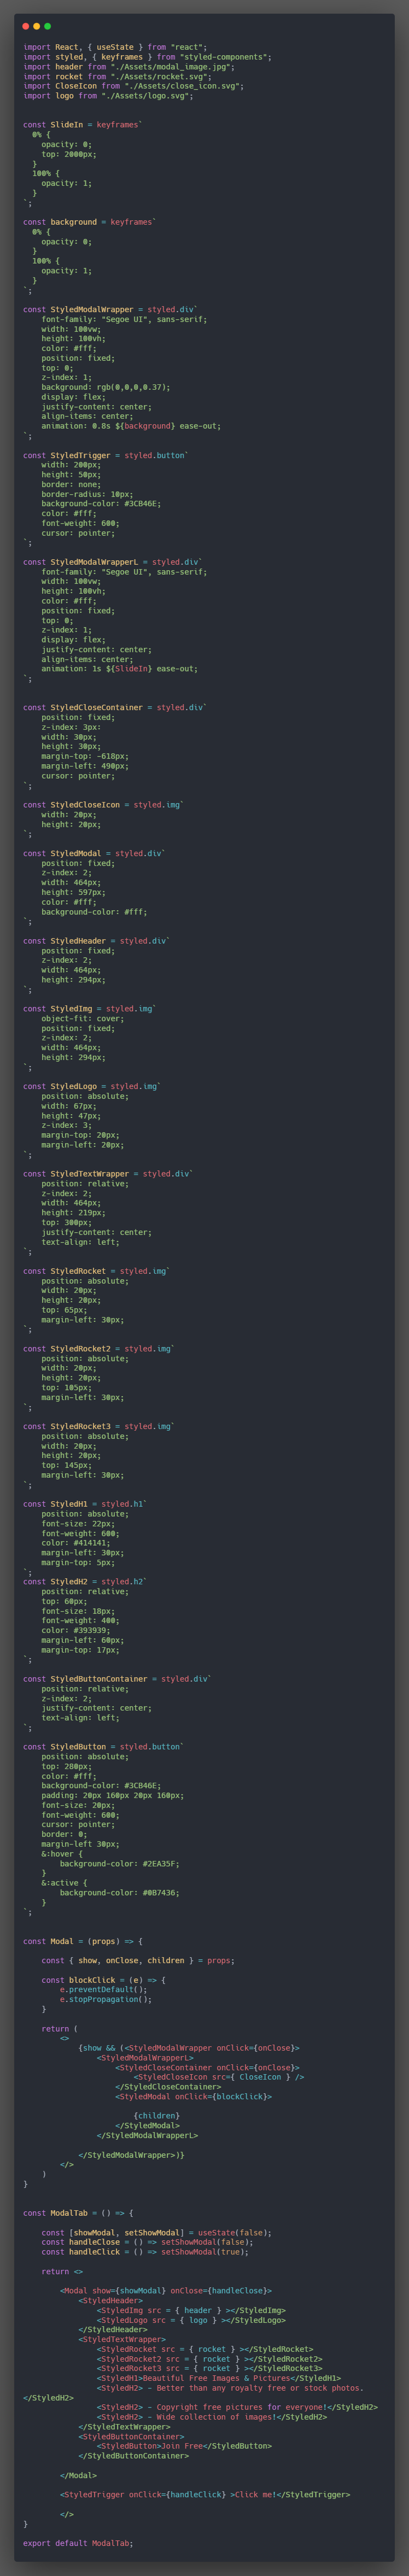 import React, { useState } from "react";
import styled, { keyframes } from "styled-components";
import header from "./Assets/modal_image.jpg";
import rocket from "./Assets/rocket.svg";
import CloseIcon from "./Assets/close_icon.svg";
import logo from "./Assets/logo.svg";

const SlideIn = keyframes`
  0% {
    opacity: 0;
    top: 2000px;
  }
  100% {
    opacity: 1;
  }
`;

const background = keyframes`
  0% {
    opacity: 0;
  }
  100% {
    opacity: 1;
  }
`;

const StyledModalWrapper = styled.div`
    font-family: "Segoe UI", sans-serif;
    width: 100vw;
    height: 100vh;
    color: #fff;
    position: fixed;
    top: 0;
    z-index: 1;
    background: rgb(0,0,0,0.37);
    display: flex;
    justify-content: center;
    align-items: center;
    animation: 0.8s ${background} ease-out;
`;

const StyledTrigger = styled.button`
    width: 200px;
    height: 50px;
    border: none;
    border-radius: 10px;
    background-color: #3CB46E;
    color: #fff;
    font-weight: 600;
    cursor: pointer;
`;

const StyledModalWrapperL = styled.div`
    font-family: "Segoe UI", sans-serif;
    width: 100vw;
    height: 100vh;
    color: #fff;
    position: fixed;
    top: 0;
    z-index: 1;
    display: flex;
    justify-content: center;
    align-items: center;
    animation: 1s ${SlideIn} ease-out;
`;

const StyledCloseContainer = styled.div`
    position: fixed;
    z-index: 3px:
    width: 30px;
    height: 30px;
    margin-top: -618px;
    margin-left: 490px;
    cursor: pointer;
`;

const StyledCloseIcon = styled.img`
    width: 20px;
    height: 20px;
`;

const StyledModal = styled.div`
    position: fixed;
    z-index: 2;
    width: 464px;
    height: 597px;
    color: #fff;
    background-color: #fff;
`;

const StyledHeader = styled.div`
    position: fixed;
    z-index: 2;
    width: 464px;
    height: 294px;
`;

const StyledImg = styled.img`
    object-fit: cover;
    position: fixed;
    z-index: 2;
    width: 464px;
    height: 294px;
`;

const StyledLogo = styled.img`
    position: absolute;
    width: 67px;
    height: 47px;
    z-index: 3;
    margin-top: 20px;
    margin-left: 20px;
`;

const StyledTextWrapper = styled.div`
    position: relative;
    z-index: 2;
    width: 464px;
    height: 219px;
    top: 300px;
    justify-content: center;
    text-align: left;
`;

const StyledRocket = styled.img`
    position: absolute;
    width: 20px;
    height: 20px;
    top: 65px;
    margin-left: 30px;
`;

const StyledRocket2 = styled.img`
    position: absolute;
    width: 20px;
    height: 20px;
    top: 105px;
    margin-left: 30px;
`;

const StyledRocket3 = styled.img`
    position: absolute;
    width: 20px;
    height: 20px;
    top: 145px;
    margin-left: 30px;
`;

const StyledH1 = styled.h1`
    position: absolute;
    font-size: 22px;
    font-weight: 600;
    color: #414141;
    margin-left: 30px;
    margin-top: 5px;
`;
const StyledH2 = styled.h2`
    position: relative;
    top: 60px;
    font-size: 18px;
    font-weight: 400;
    color: #393939;
    margin-left: 60px;
    margin-top: 17px;
`;

const StyledButtonContainer = styled.div`
    position: relative;
    z-index: 2;
    justify-content: center;
    text-align: left;
`;

const StyledButton = styled.button`
    position: absolute;
    top: 280px;
    color: #fff;
    background-color: #3CB46E;
    padding: 20px 160px 20px 160px;
    font-size: 20px;
    font-weight: 600;
    cursor: pointer;
    border: 0;
    margin-left 30px;
    &:hover {
        background-color: #2EA35F;
    }
    &:active {
        background-color: #0B7436;
    }
`;

const Modal = (props) => {

    const { show, onClose, children } = props;

    const blockClick = (e) => {
        e.preventDefault();
        e.stopPropagation();
    }

    return (
        <>
            {show && (<StyledModalWrapper onClick={onClose}>
                <StyledModalWrapperL>
                    <StyledCloseContainer onClick={onClose}>
                        <StyledCloseIcon src={ CloseIcon } />
                    </StyledCloseContainer>
                    <StyledModal onClick={blockClick}>

                        {children}
                    </StyledModal>
                </StyledModalWrapperL>

            </StyledModalWrapper>)}
        </>
    )
}

const ModalTab = () => {

    const [showModal, setShowModal] = useState(false);
    const handleClose = () => setShowModal(false);
    const handleClick = () => setShowModal(true);

    return <>

        <Modal show={showModal} onClose={handleClose}>
            <StyledHeader>
                <StyledImg src = { header } ></StyledImg>
                <StyledLogo src = { logo } ></StyledLogo>
            </StyledHeader>
            <StyledTextWrapper>
                <StyledRocket src = { rocket } ></StyledRocket>
                <StyledRocket2 src = { rocket } ></StyledRocket2>
                <StyledRocket3 src = { rocket } ></StyledRocket3>
                <StyledH1>Beautiful Free Images & Pictures</StyledH1>
                <StyledH2> - Better than any royalty free or stock photos.
</StyledH2>
                <StyledH2> - Copyright free pictures for everyone!</StyledH2>
                <StyledH2> - Wide collection of images!</StyledH2>
            </StyledTextWrapper>
            <StyledButtonContainer>
                <StyledButton>Join Free</StyledButton>
            </StyledButtonContainer>

        </Modal>

        <StyledTrigger onClick={handleClick} >Click me!</StyledTrigger>

        </>
}

export default ModalTab;